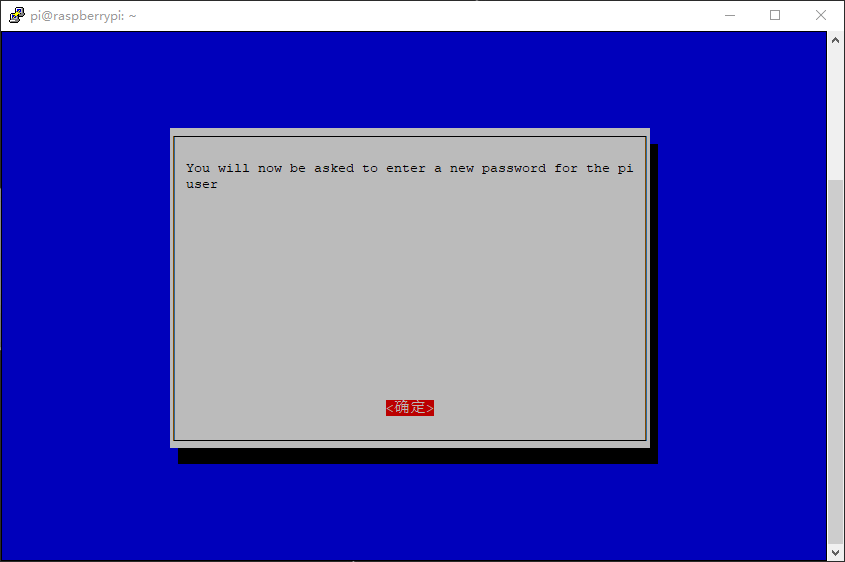 pi@raspberrypi: ~
You will now be asked to enter a new password for the pi
user
<确定>